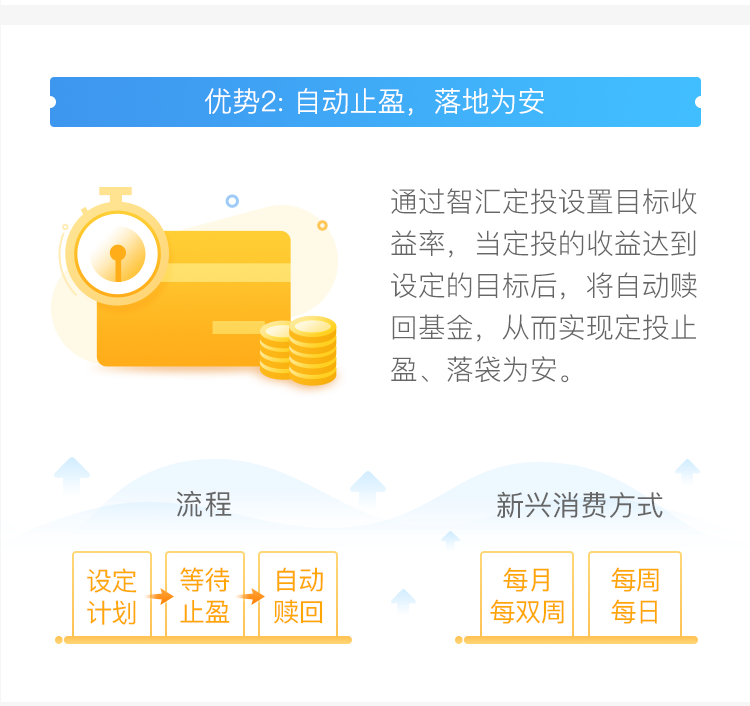 优势2: 自动止盈，落地为安
通过智汇定投设置目标收
益率，当定投的收益达到
设定的目标后，将自动赎
回基金，从而实现定投止
盈、落袋为安。
流程
设定
计划
等待
止盈
自动
赎回
新兴消费方式
每月
每双周
每周
每日